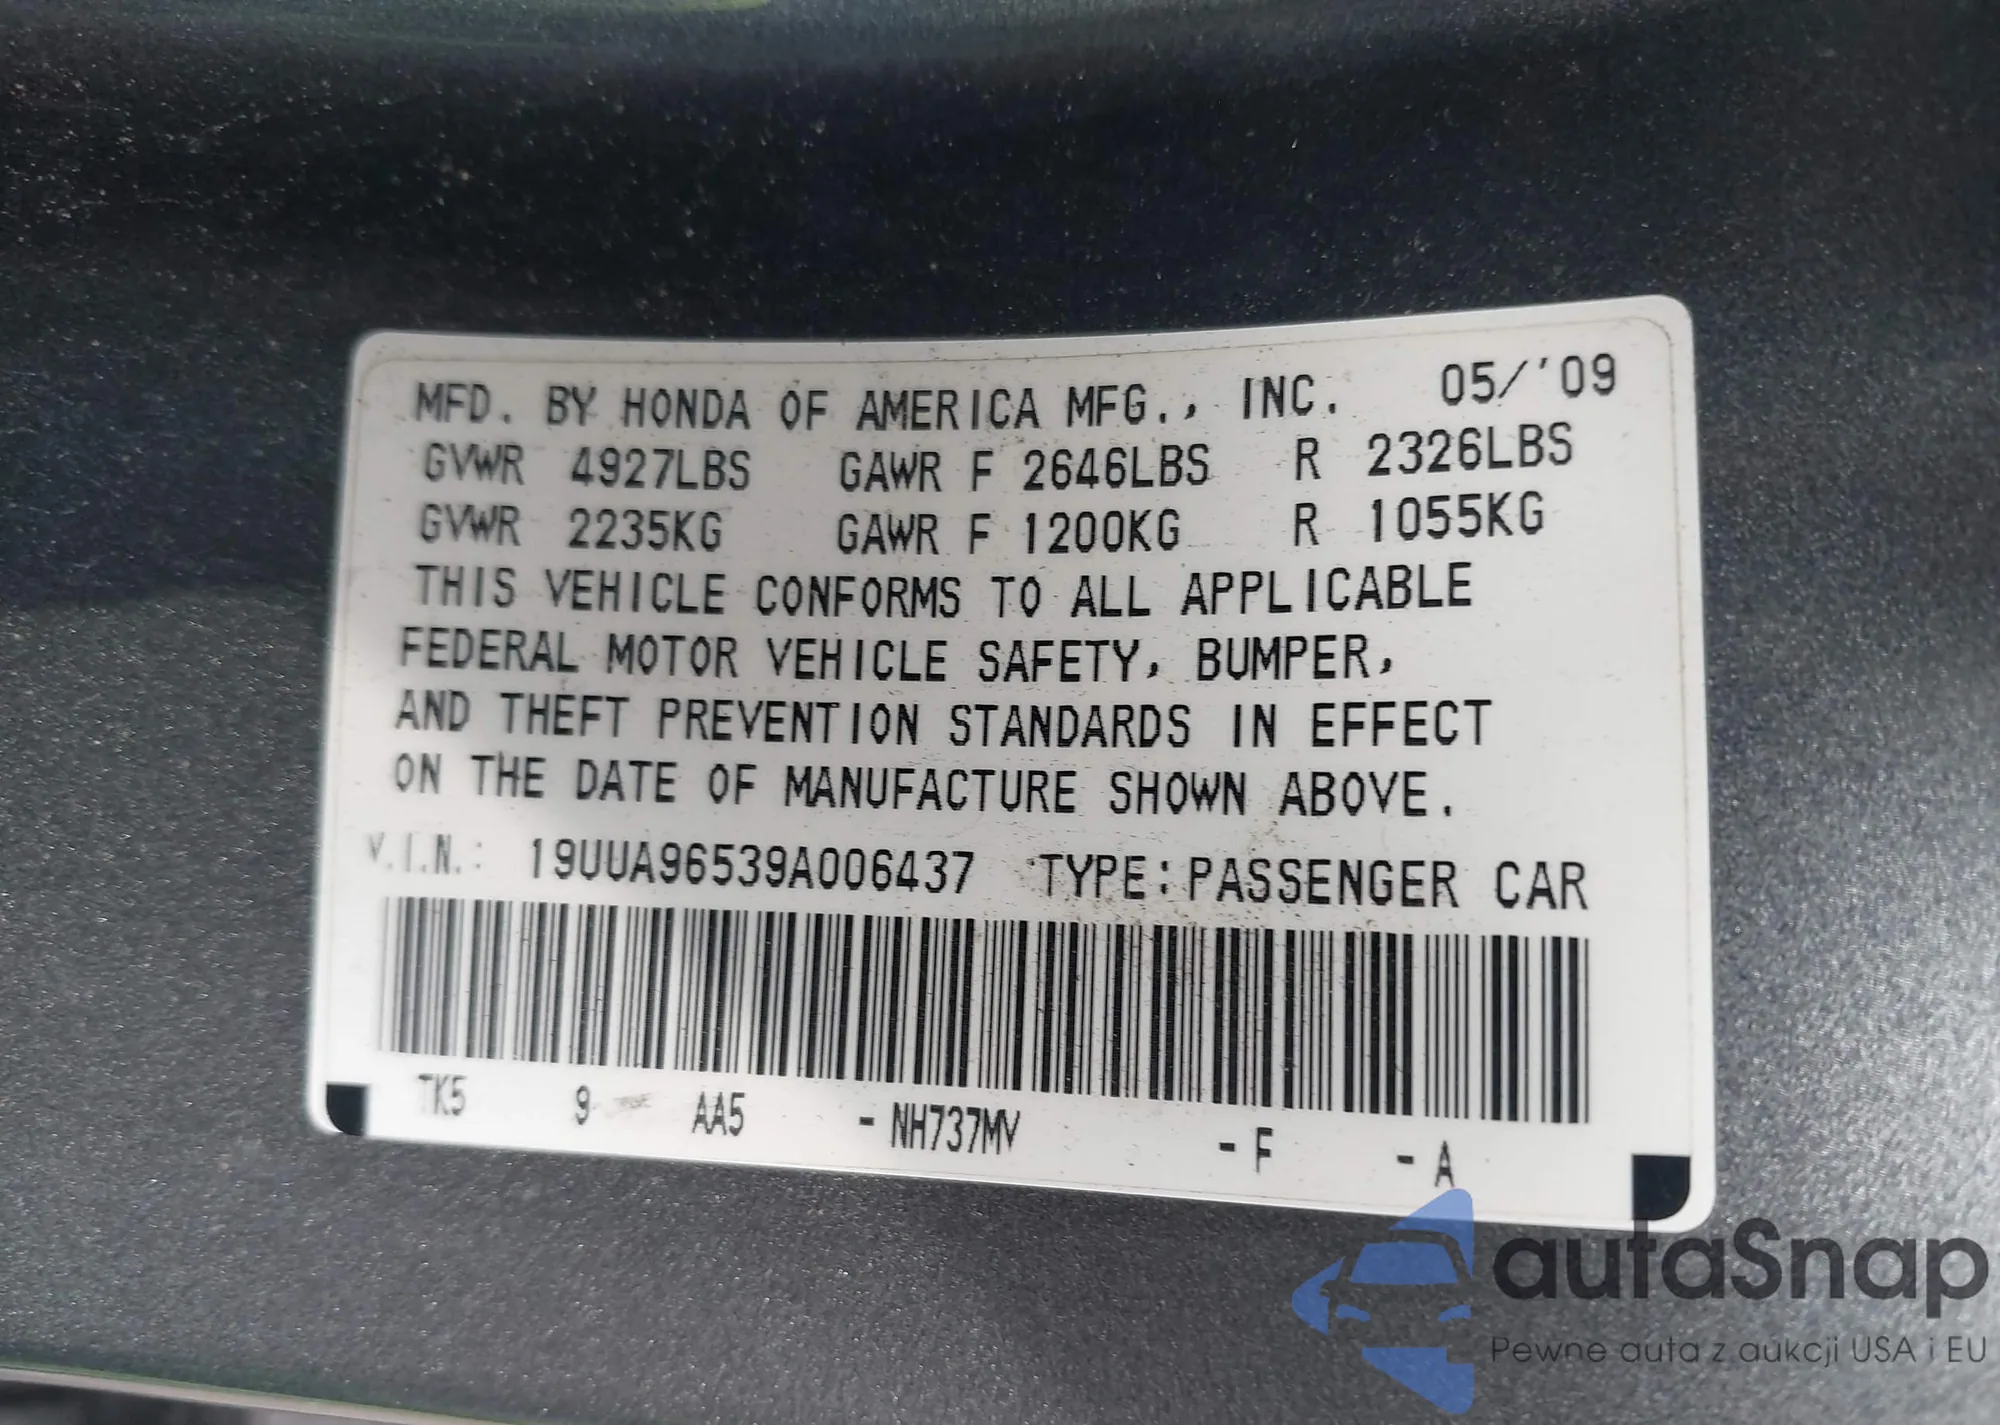 MFD. BY HONDA OF AMERICA MFG., INC. 05/'09
GVWR 4927LBS GAWR F 2646LBS R 2326LBS
GVWR 2235KG GAWR F 1200KG R 1055KG
THIS VEHICLE CONFORMS TO ALL APPLICABLE
FEDERAL MOTOR VEHICLE SAFETY, BUMPER,
AND THEFT PREVENTION STANDARDS IN EFFECT
ON THE DATE OF MANUFACTURE SHOWN ABOVE.
V.I.N.: 19UUA96539A006437 TYPE: PASSENGER CAR
TK5 9 AA5 - NH737MV - F - A
autaSnap
Pewne auta z aukcji USA i EU